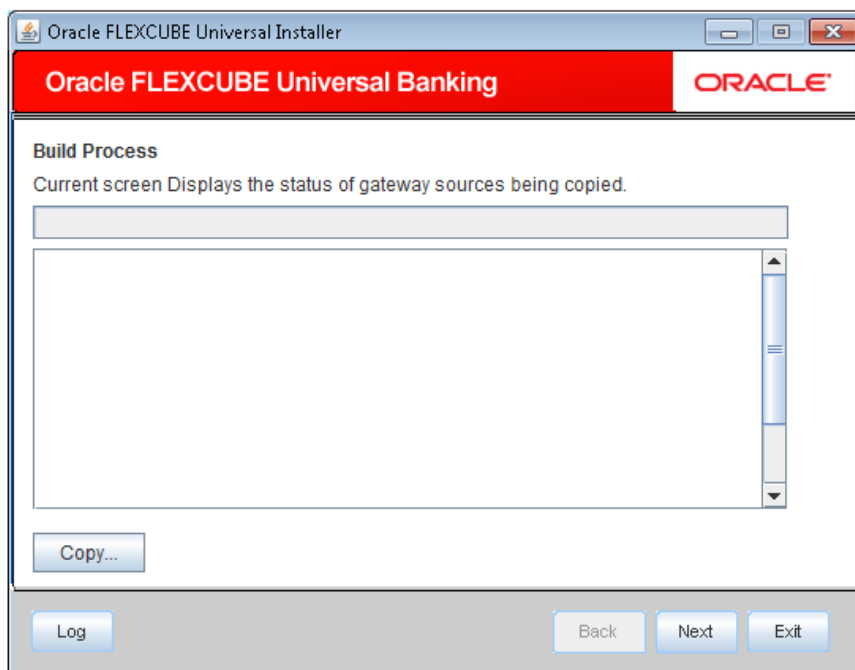 Oracle FLEXCUBE Universal Installer
Oracle FLEXCUBE Universal Banking
ORACLE
Build Process
Current screen Displays the status of gateway sources being copied.
Copy...
Log
Back
Next
Exit